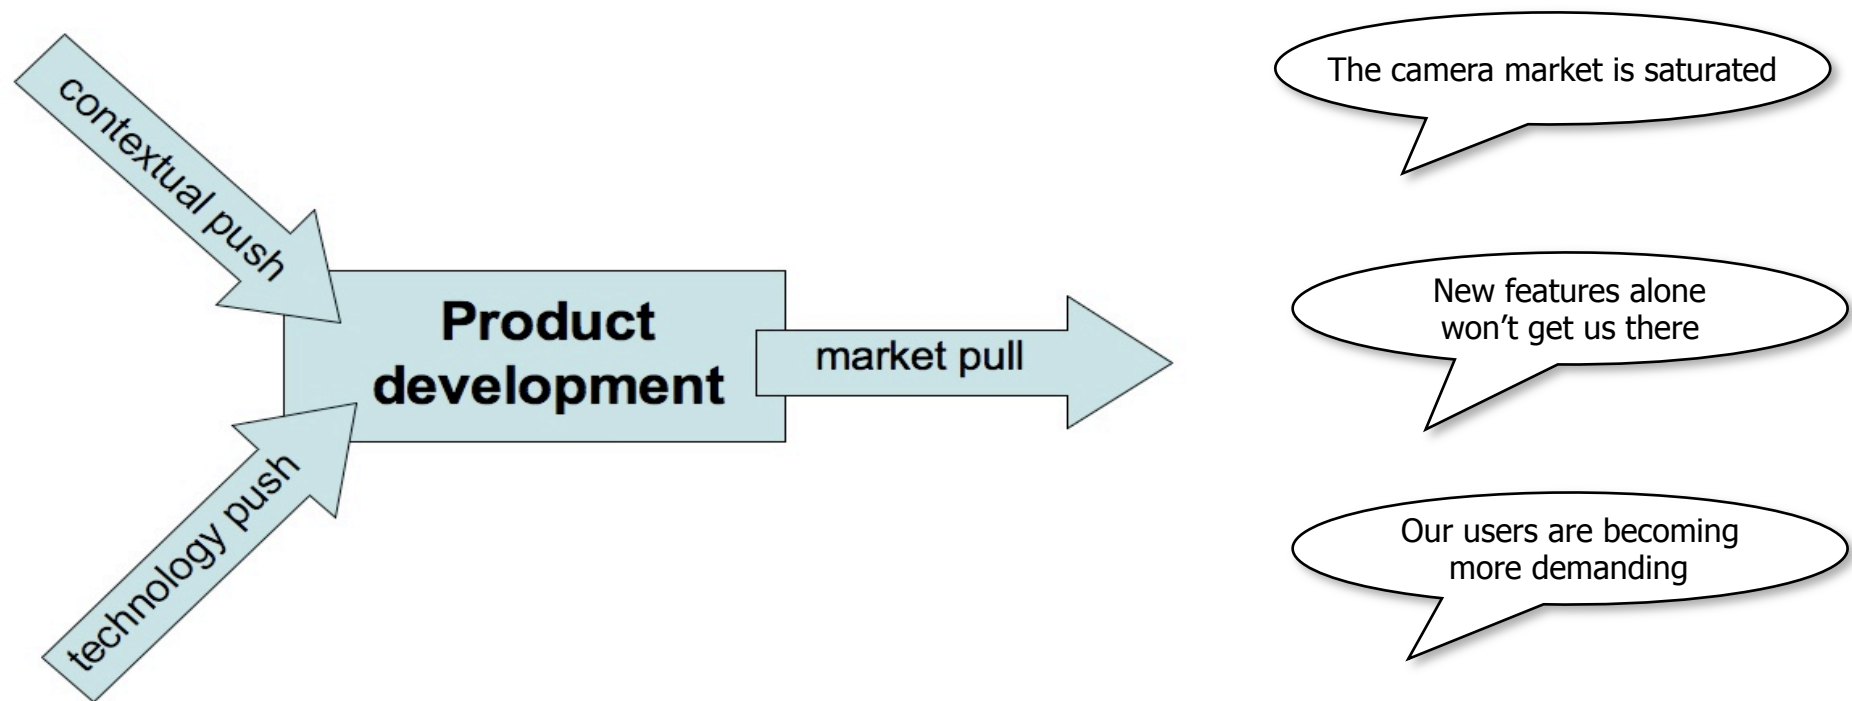 contextual push
Product
development
market pull
technology push
The camera market is saturated
New features alone
won’t get us there
Our users are becoming
more demanding